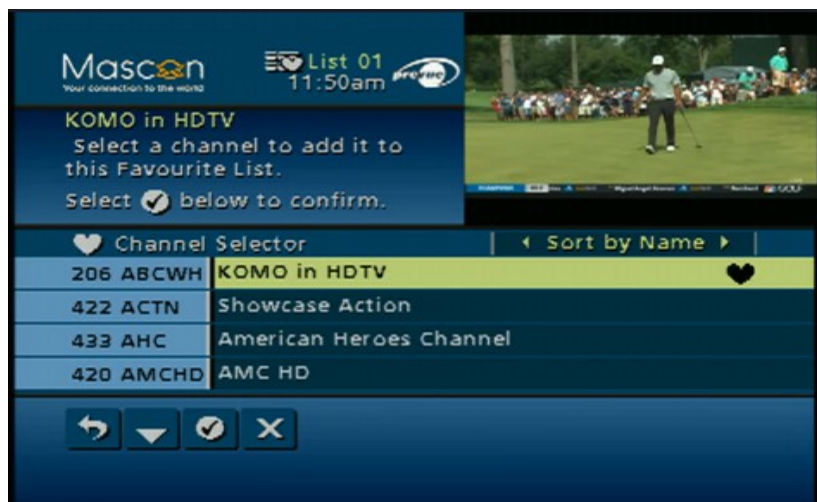 Mascon
Your connection to the world
List 01
11:50am
prevue
KOMO in HDTV
Select a channel to add it to
this Favourite List.
Select below to confirm.
Channel Selector
Sort by Name
206 ABCWH KOMO in HDTV
422 ACTN Showcase Action
433 AHC American Heroes Channel
420 AMCHD AMC HD
GOLF